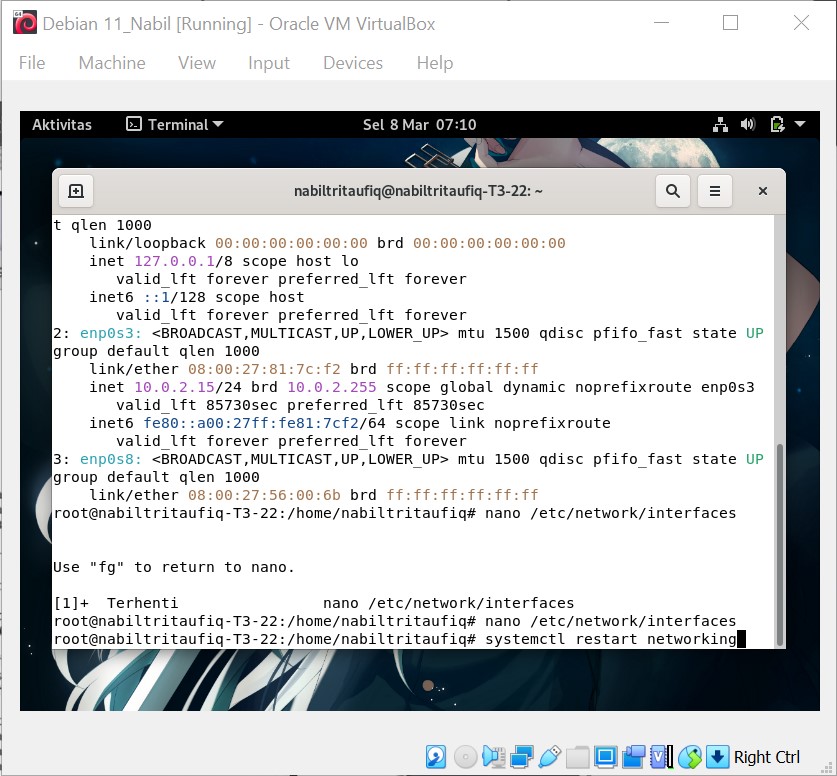 Debian 11_Nabil [Running] - Oracle VM VirtualBox
File Machine View Input Devices Help
Aktivitas Terminal Sel 8 Mar 07:10
nabiltritaufiq@nabiltritaufiq-T3-22: ~
t qlen 1000
    link/loopback 00:00:00:00:00:00 brd 00:00:00:00:00:00
    inet 127.0.0.1/8 scope host lo
       valid_lft forever preferred_lft forever
    inet6 ::1/128 scope host
       valid_lft forever preferred_lft forever
2: enp0s3: <BROADCAST,MULTICAST,UP,LOWER_UP> mtu 1500 qdisc pfifo_fast state UP
group default qlen 1000
    link/ether 08:00:27:81:7c:f2 brd ff:ff:ff:ff:ff:ff
    inet 10.0.2.15/24 brd 10.0.2.255 scope global dynamic noprefixroute enp0s3
       valid_lft 85730sec preferred_lft 85730sec
    inet6 fe80::a00:27ff:fe81:7cf2/64 scope link noprefixroute
       valid_lft forever preferred_lft forever
3: enp0s8: <BROADCAST,MULTICAST,UP,LOWER_UP> mtu 1500 qdisc pfifo_fast state UP
group default qlen 1000
    link/ether 08:00:27:56:00:6b brd ff:ff:ff:ff:ff:ff
root@nabiltritaufiq-T3-22:/home/nabiltritaufiq# nano /etc/network/interfaces
Use "fg" to return to nano.
[1]+  Terhenti                nano /etc/network/interfaces
root@nabiltritaufiq-T3-22:/home/nabiltritaufiq# nano /etc/network/interfaces
root@nabiltritaufiq-T3-22:/home/nabiltritaufiq# systemctl restart networking
Right Ctrl